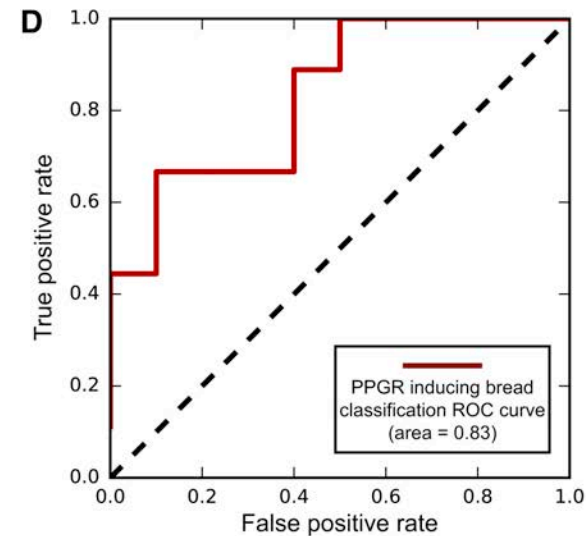 D
1.0
0.8
0.6
0.4
0.2
0.0
True positive rate
PPGR inducing bread
classification ROC curve
(area = 0.83)
0.0 0.2 0.4 0.6 0.8 1.0
False positive rate